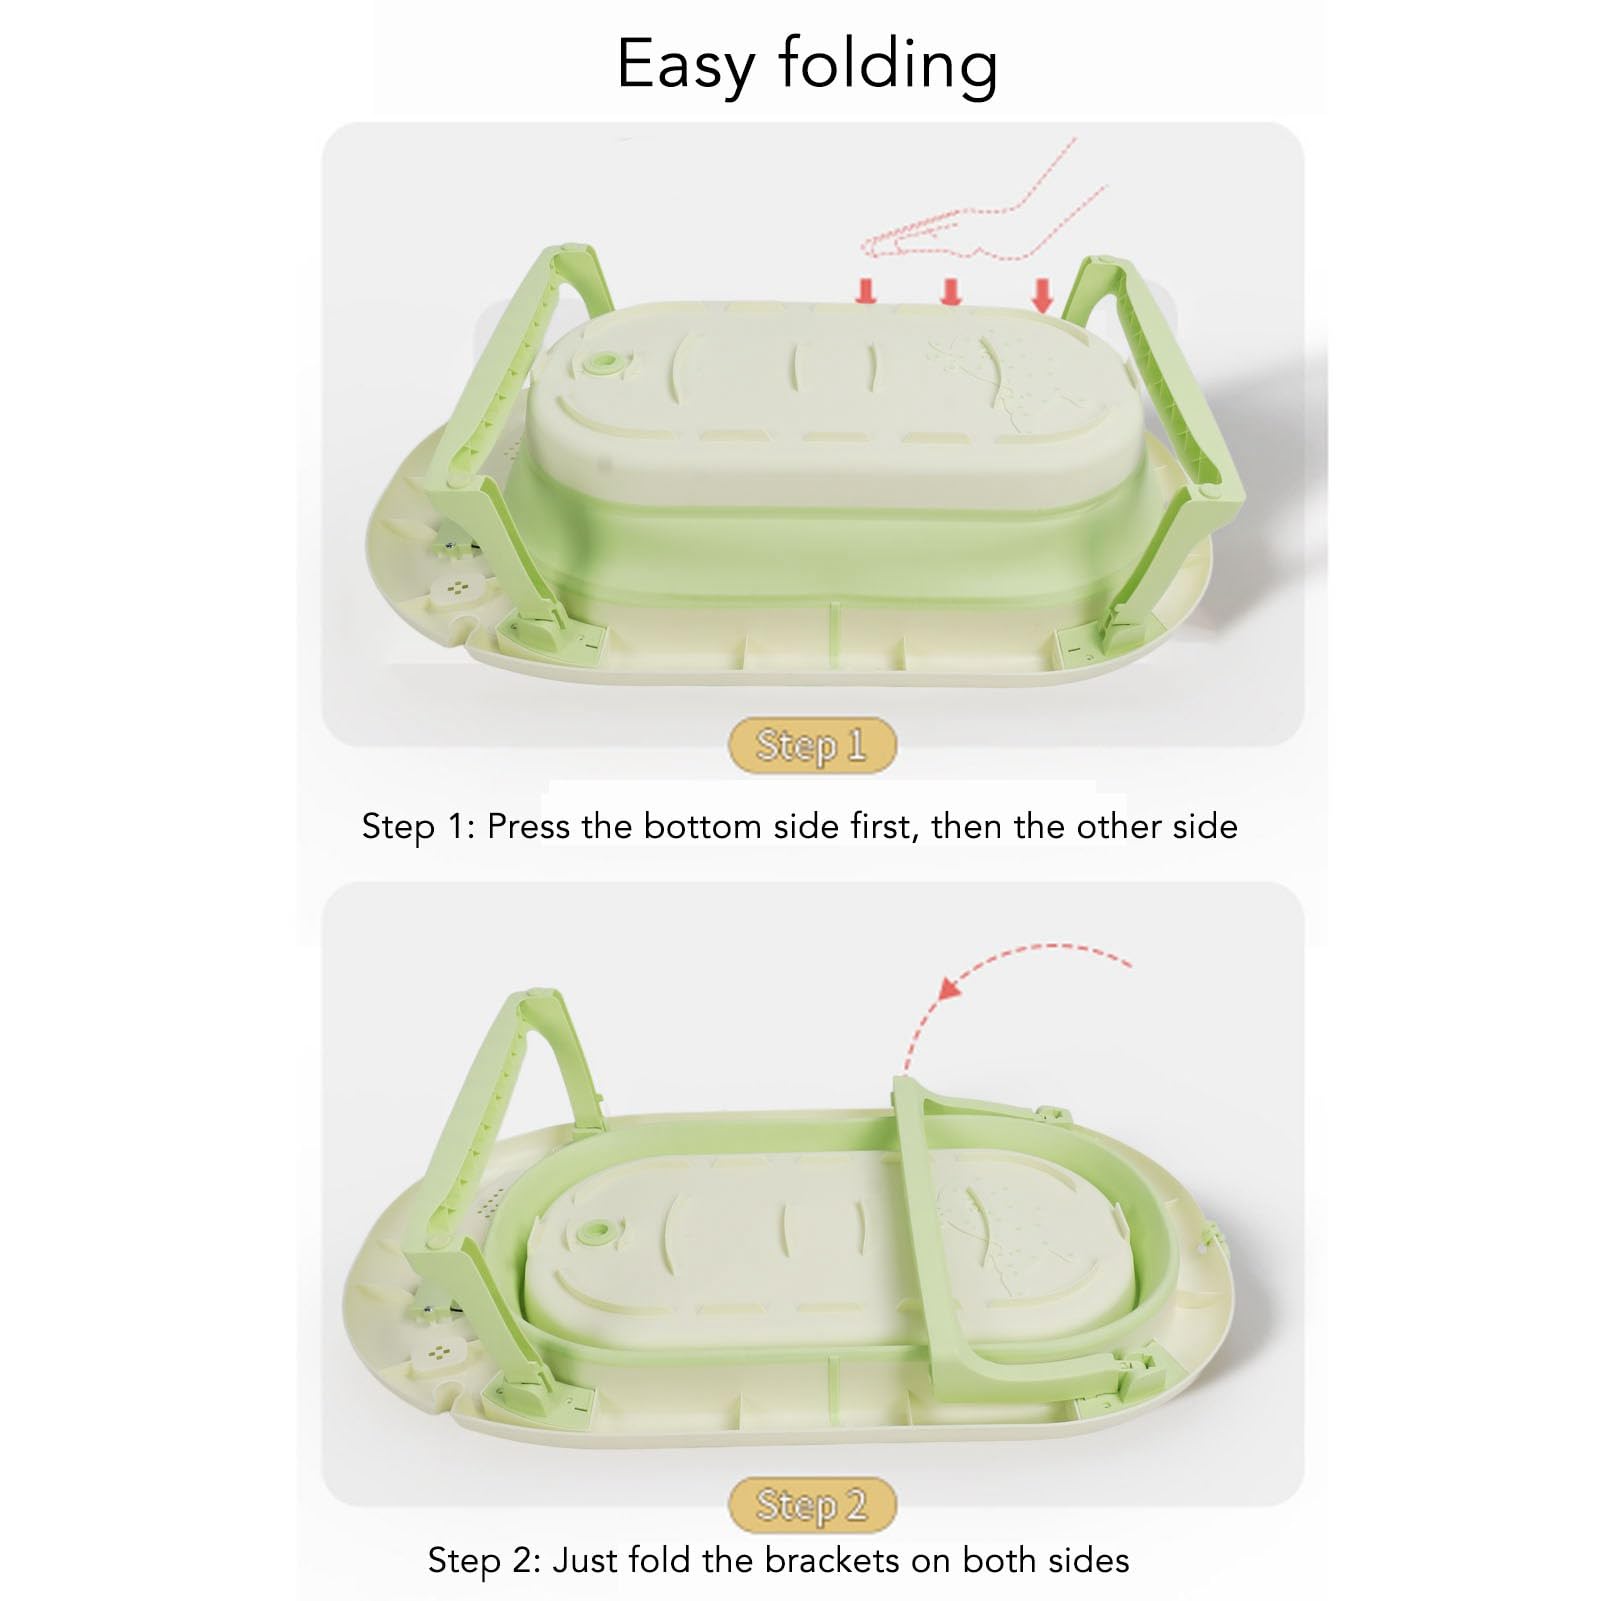 Easy folding
Step 1
Step 1: Press the bottom side first, then the other side
Step 2
Step 2: Just fold the brackets on both sides